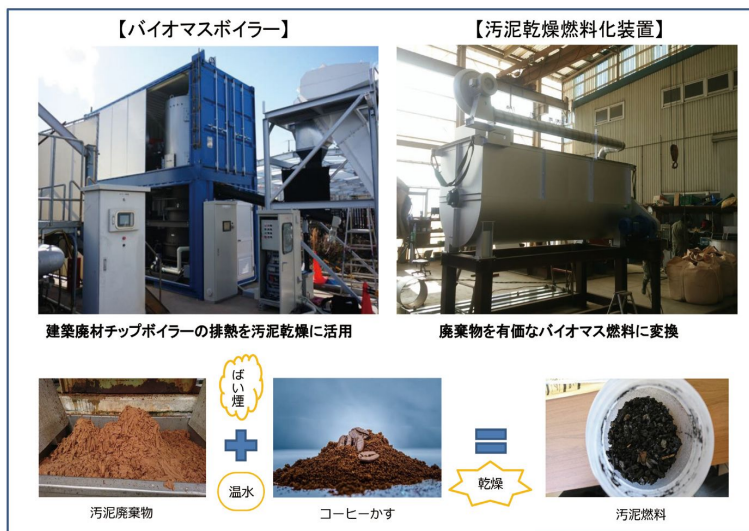 【バイオマスボイラー】
【汚泥乾燥燃料化装置】
建築廃材チップボイラーの排熱を汚泥乾燥に活用
廃棄物を有価なバイオマス燃料に変換
ばい煙
温水
乾燥
汚泥廃棄物
コーヒーかす
汚泥燃料